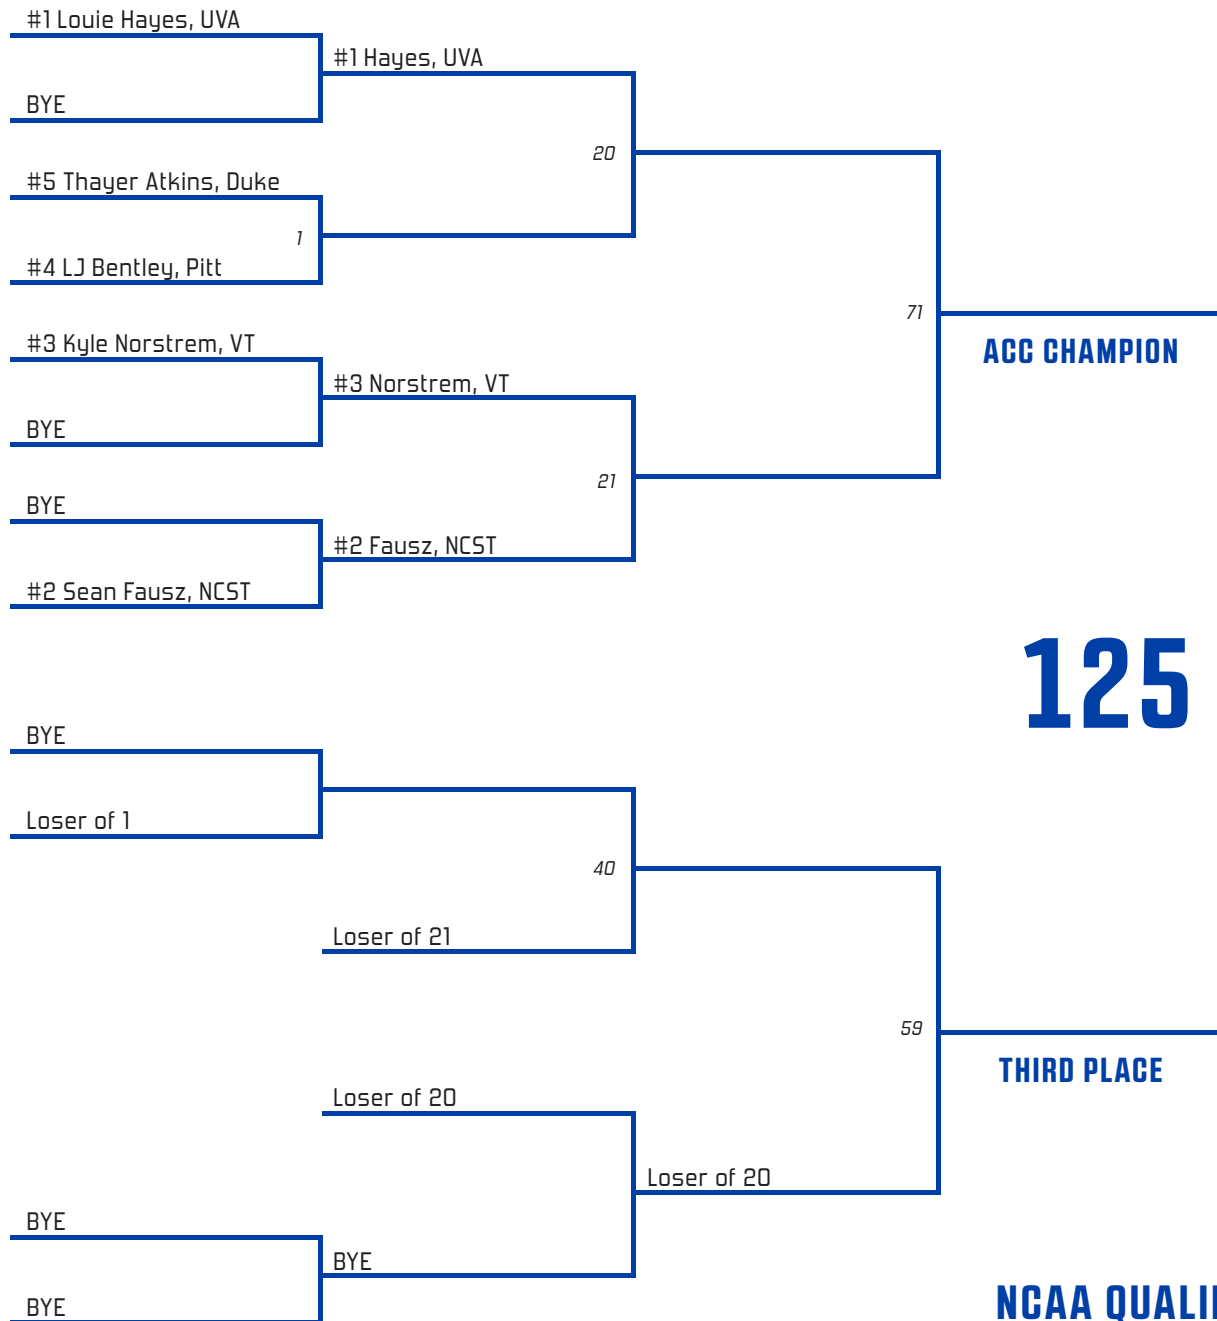 #1 Louie Hayes, UVA
#1 Hayes, UVA
BYE
20
#5 Thayer Atkins, Duke
1
#4 LJ Bentley, Pitt
71
ACC CHAMPION
#3 Kyle Norstrem, VT
#3 Norstrem, VT
BYE
21
BYE
#2 Fausz, NCST
#2 Sean Fausz, NCST
125
BYE
Loser of 1
40
Loser of 21
59
THIRD PLACE
Loser of 20
Loser of 20
BYE
BYE
BYE
NCAA